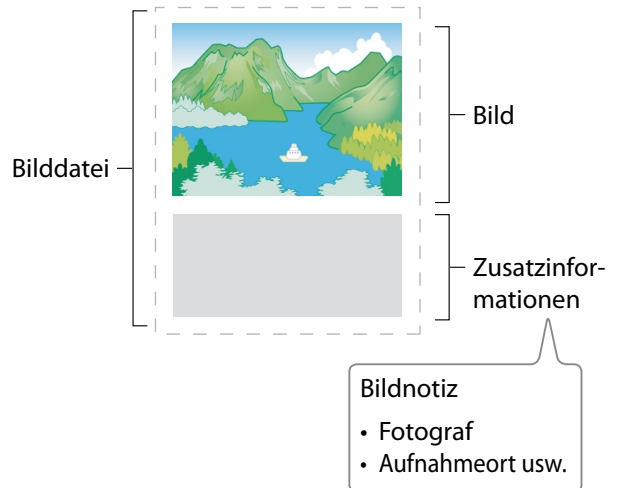 Bild
Bilddatei
Zusatzinfor-
mationen
Bildnotiz
• Fotograf
• Aufnahmeort usw.